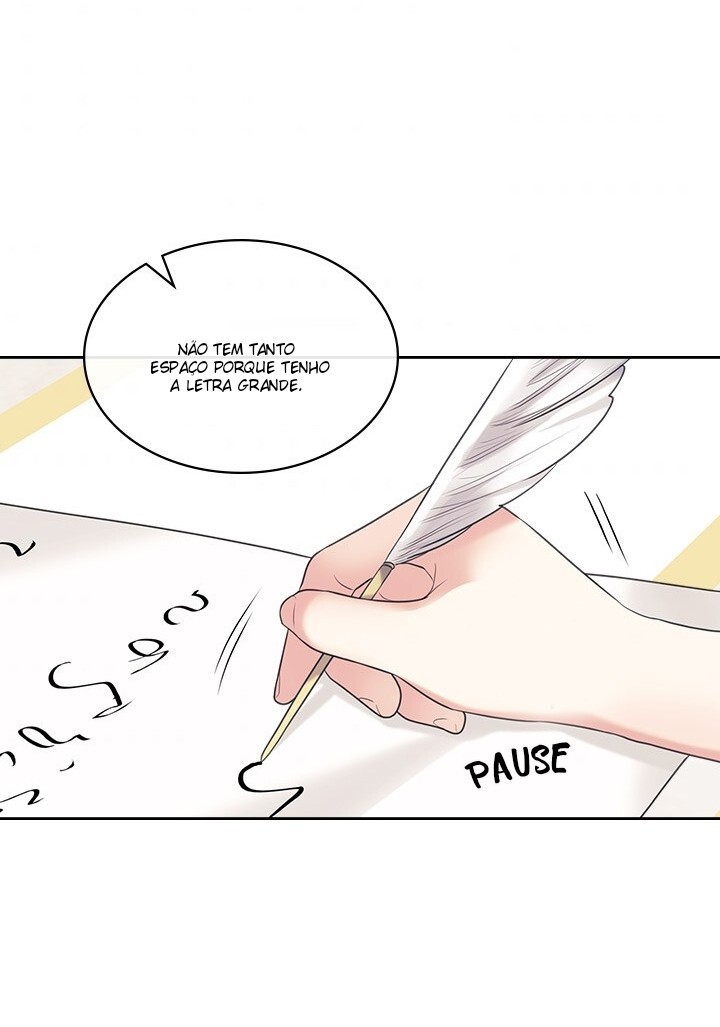 NÃO TEM TANTO
ESPAÇO PORQUE TENHO
A LETRA GRANDE.
PAUSE